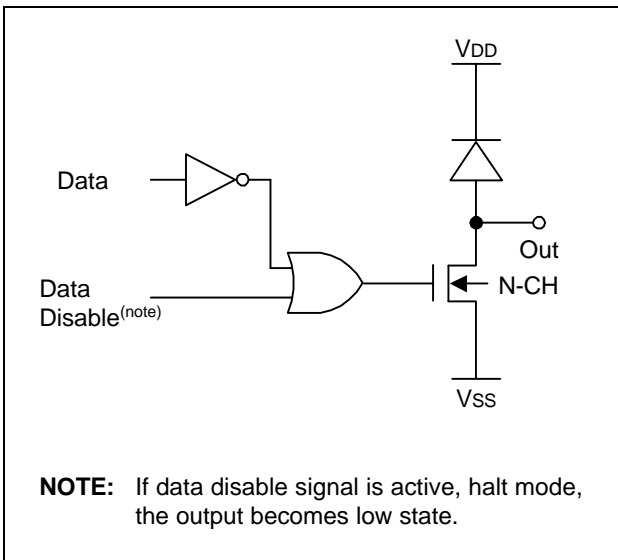 VDD
Data
Out
Data
Disable(note)
N-CH
VSS
NOTE: If data disable signal is active, halt mode,
the output becomes low state.